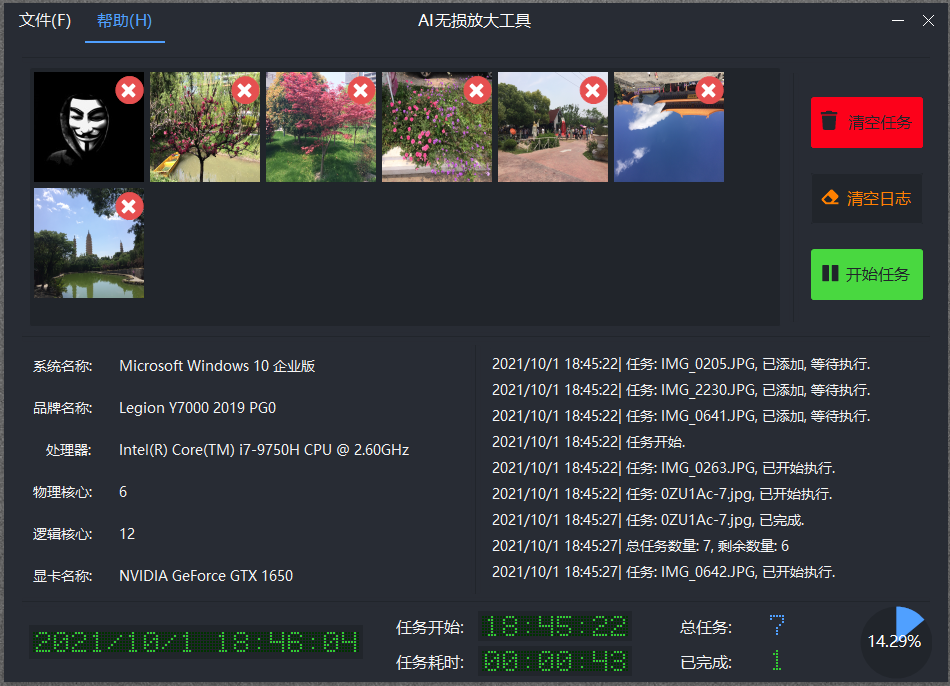 文件(F) 帮助(H) AI无损放大工具
清空任务
清空日志
开始任务
系统名称: Microsoft Windows 10 企业版
品牌名称: Legion Y7000 2019 PG0
处理器: Intel(R) Core(TM) i7-9750H CPU @ 2.60GHz
物理核心: 6
逻辑核心: 12
显卡名称: NVIDIA GeForce GTX 1650
2021/10/1 18:45:22| 任务: IMG_0205.JPG, 已添加, 等待执行.
2021/10/1 18:45:22| 任务: IMG_2230.JPG, 已添加, 等待执行.
2021/10/1 18:45:22| 任务: IMG_0641.JPG, 已添加, 等待执行.
2021/10/1 18:45:22| 任务开始.
2021/10/1 18:45:22| 任务: IMG_0263.JPG, 已开始执行.
2021/10/1 18:45:22| 任务: 0ZU1Ac-7.jpg, 已开始执行.
2021/10/1 18:45:27| 任务: 0ZU1Ac-7.jpg, 已完成.
2021/10/1 18:45:27| 总任务数量: 7, 剩余数量: 6
2021/10/1 18:45:27| 任务: IMG_0642.JPG, 已开始执行.
2021/10/1 18:46:04
任务开始: 18:45:22
任务耗时: 00:00:43
总任务: 7
已完成: 1
14.29%